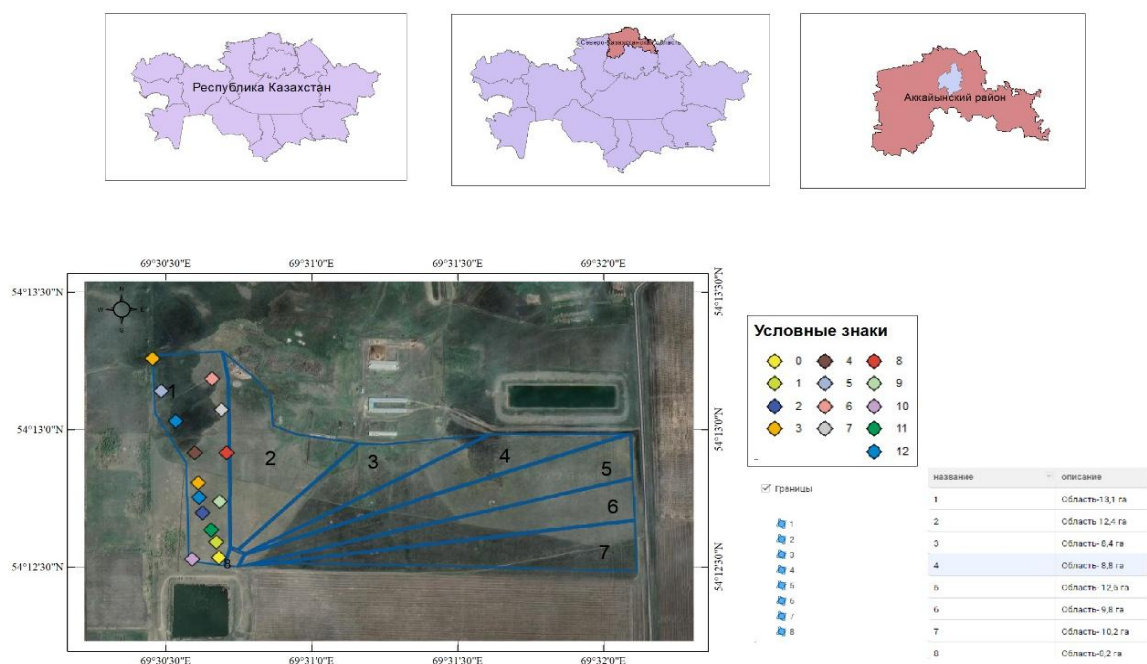 Республика Казахстан
Северо-Казахстанская область
Аккайынский район
69°30'30"E 69°31'0"E 69°31'30"E 69°32'0"E
54°13'30"N 54°13'30"N
N
W E
S
1
54°13'0"N 54°13'0"N
2 3 4
5
6
7
8
54°12'30"N 54°12'30"N
69°30'30"E 69°31'0"E 69°31'30"E 69°32'0"E
Условные знаки
0 4 8
1 5 9
2 6 10
3 7 11
12
Границы
1
2
3
4
5
6
7
8
название описание
1 Область-13,1 га
2 Область 12,4 га
3 Область- 8,4 га
4 Область- 8,8 га
5 Область- 12,6 га
6 Область- 9,8 га
7 Область- 10,2 га
8 Область-0,2 га